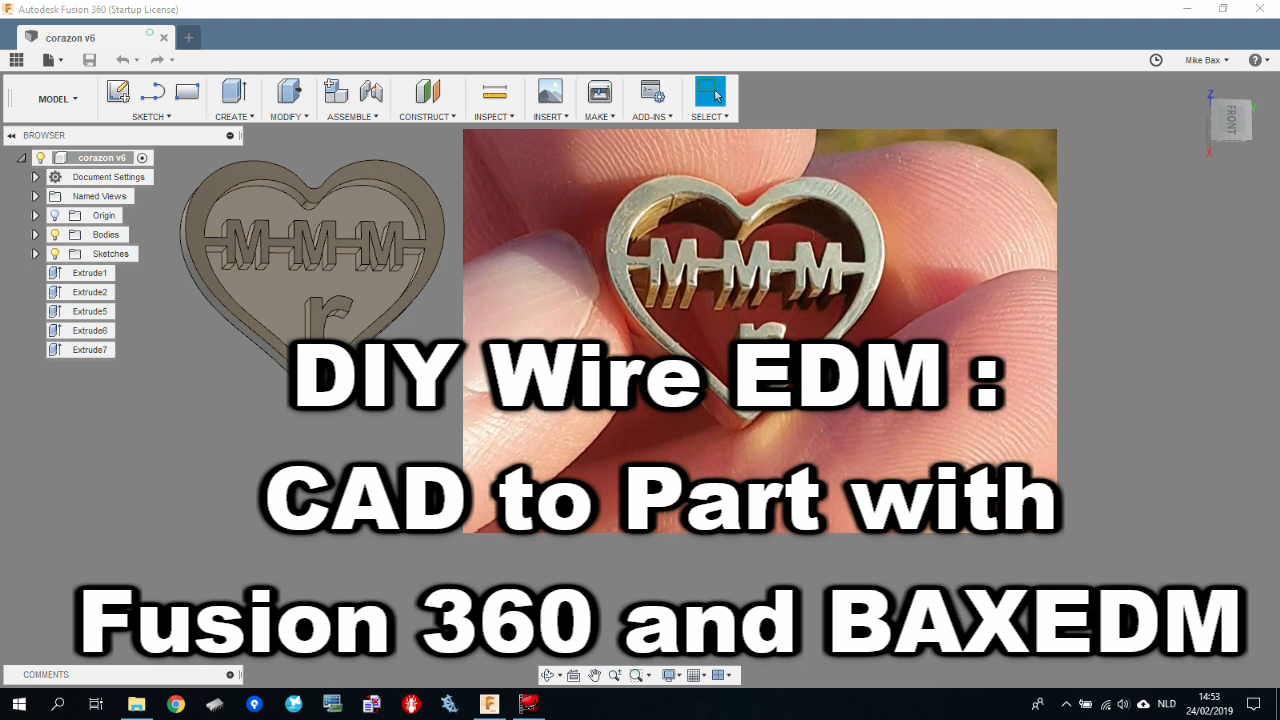 Autodesk Fusion 360 (Startup License)
corazon v6
Mike Bax
MODEL
SKETCH
CREATE
MODIFY
ASSEMBLE
CONSTRUCT
INSPECT
INSERT
MAKE
ADD-INS
SELECT
Z
FRONT
X
BROWSER
corazon v6
Document Settings
Named Views
Origin
Bodies
Sketches
Extrude1
Extrude2
Extrude5
Extrude6
Extrude7
M M M
r
M M M
r
DIY Wire EDM :
CAD to Part with
Fusion 360 and BAXEDM
COMMENTS
NLD
14:53
24/02/2019